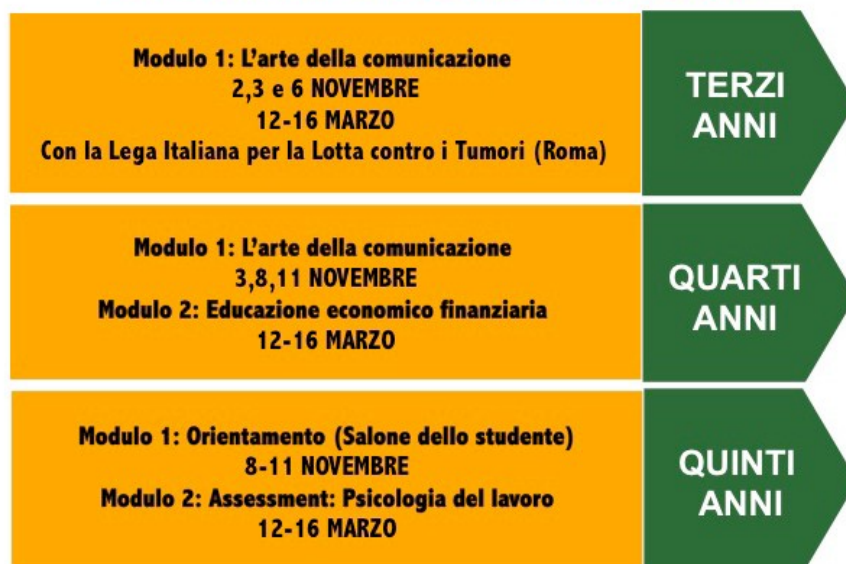 Modulo 1: L'arte della comunicazione
2,3 e 6 NOVEMBRE
12-16 MARZO
Con la Lega Italiana per la Lotta contro i Tumori (Roma)
TERZI
ANNI
Modulo 1: L'arte della comunicazione
3,8,11 NOVEMBRE
Modulo 2: Educazione economico finanziaria
12-16 MARZO
QUARTI
ANNI
Modulo 1: Orientamento (Salone dello studente)
8-11 NOVEMBRE
Modulo 2: Assessment: Psicologia del lavoro
12-16 MARZO
QUINTI
ANNI